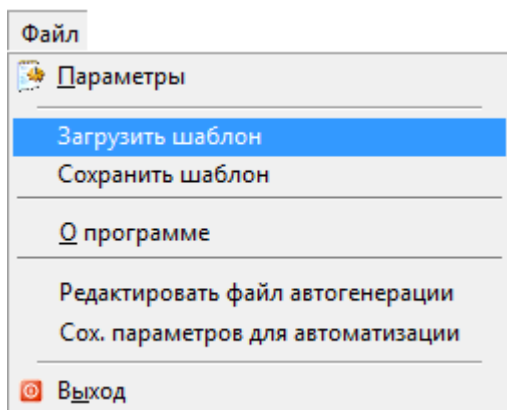 Файл
Параметры
Загрузить шаблон
Сохранить шаблон
О программе
Редактировать файл автогенерации
Сох. параметров для автоматизации
Выход